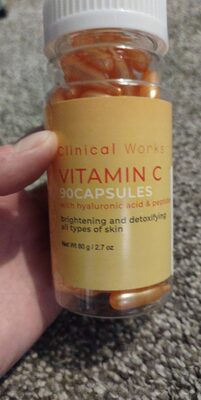 Clinical Works
VITAMIN C
90CAPSULES
with hyaluronic acid & peptide
brightening and detoxifying
all types of skin
Net Wt 80 g / 2.7 oz